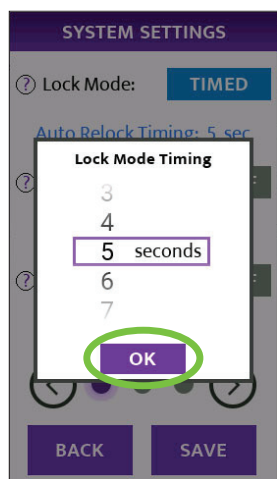 SYSTEM SETTINGS
? Lock Mode: TIMED
Auto Relock Timing: 5 sec
Lock Mode Timing
3
4
5 seconds
6
7
?
?
OK
BACK SAVE